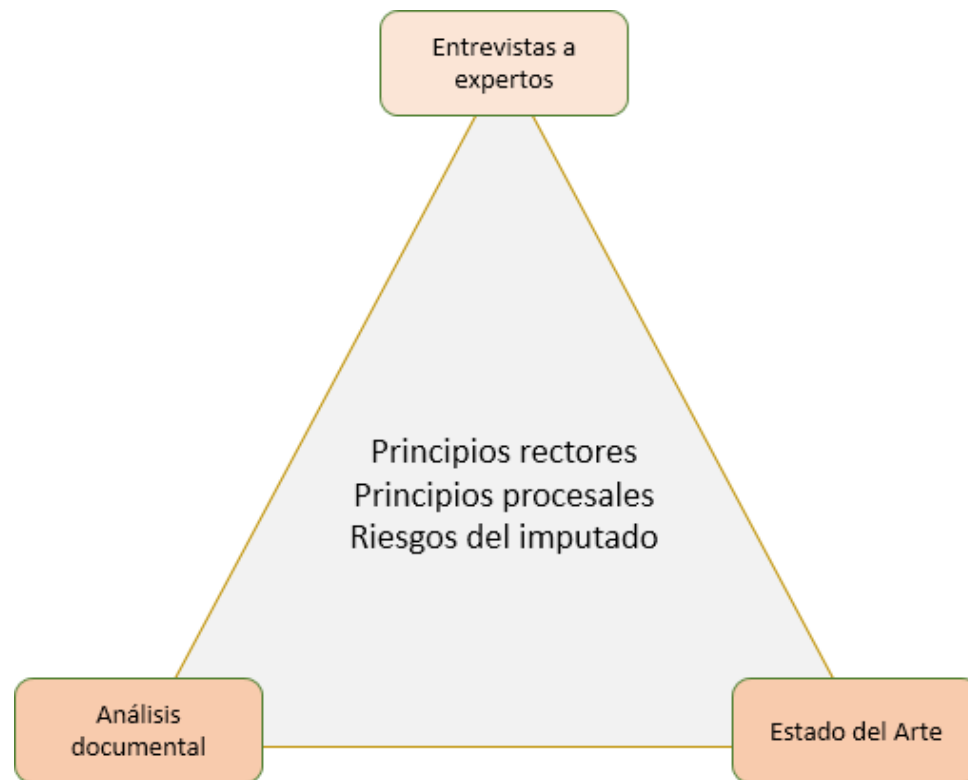 Entrevistas a
expertos
Principios rectores
Principios procesales
Riesgos del imputado
Análisis
documental
Estado del Arte